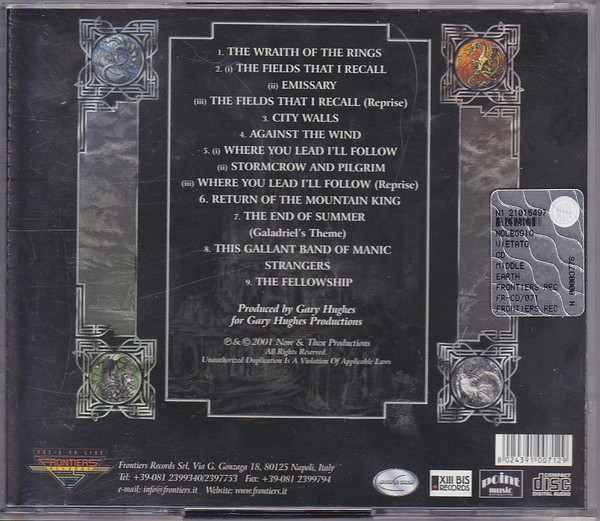 1. THE WRAITH OF THE RINGS
2. (i) THE FIELDS THAT I RECALL
(ii) EMISSARY
(iii) THE FIELDS THAT I RECALL (Reprise)
3. CITY WALLS
4. AGAINST THE WIND
5. (i) WHERE YOU LEAD I'LL FOLLOW
(ii) STORMCROW AND PILGRIM
(iii) WHERE YOU LEAD I'LL FOLLOW (Reprise)
6. RETURN OF THE MOUNTAIN KING
7. THE END OF SUMMER
(Galadriel's Theme)
8. THIS GALLANT BAND OF MANIC
STRANGERS
9. THE FELLOWSHIP
Produced by Gary Hughes
for Gary Hughes Productions
℗ & © 2001 Now & Then Productions
All Rights Reserved.
Unauthorized Duplication Is A Violation Of Applicable Laws
NOLEGGIO
VIETATO
CD
MIDDLE
EARTH
FRONTIERS REC
FR-CD/071
FRONTIERS REC
N 00003776
FRONTIERS
RECORDS
Frontiers Records Srl, Via G. Gonzaga 18, 80125 Napoli, Italy
Tel: +39-081 2399340/2397753 Fax: +39-081 2399794
e-mail: info@frontiers.it Website: www.frontiers.it
XIII BIS
RECORDS
point
music
COMPACT
disc
DIGITAL AUDIO
8 024391 007129